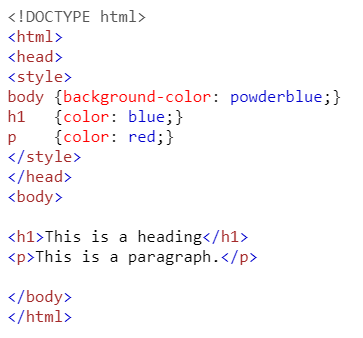 <!DOCTYPE html>
<html>
<head>
<style>
body {background-color: powderblue;}
h1   {color: blue;}
p    {color: red;}
</style>
</head>
<body>

<h1>This is a heading</h1>
<p>This is a paragraph.</p>

</body>
</html>